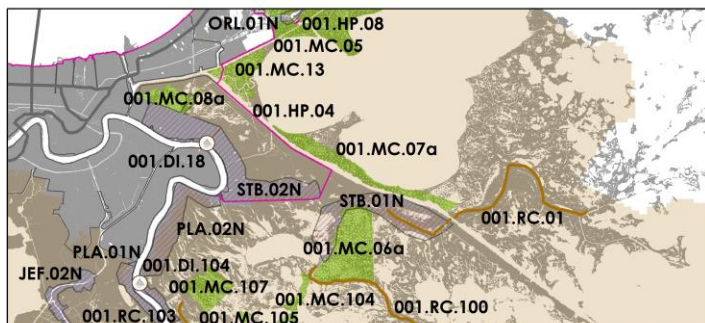 ORL.01N
001.HP.08
001.MC.05
001.MC.13
001.MC.08a
001.HP.04
001.MC.07a
001.DI.18
STB.02N
STB.01N
001.RC.01
PLA.02N
001.MC.06a
PLA.01N
JEF.02N
001.DI.104
001.MC.107
001.MC.104
001.RC.100
001.RC.103
001.MC.105